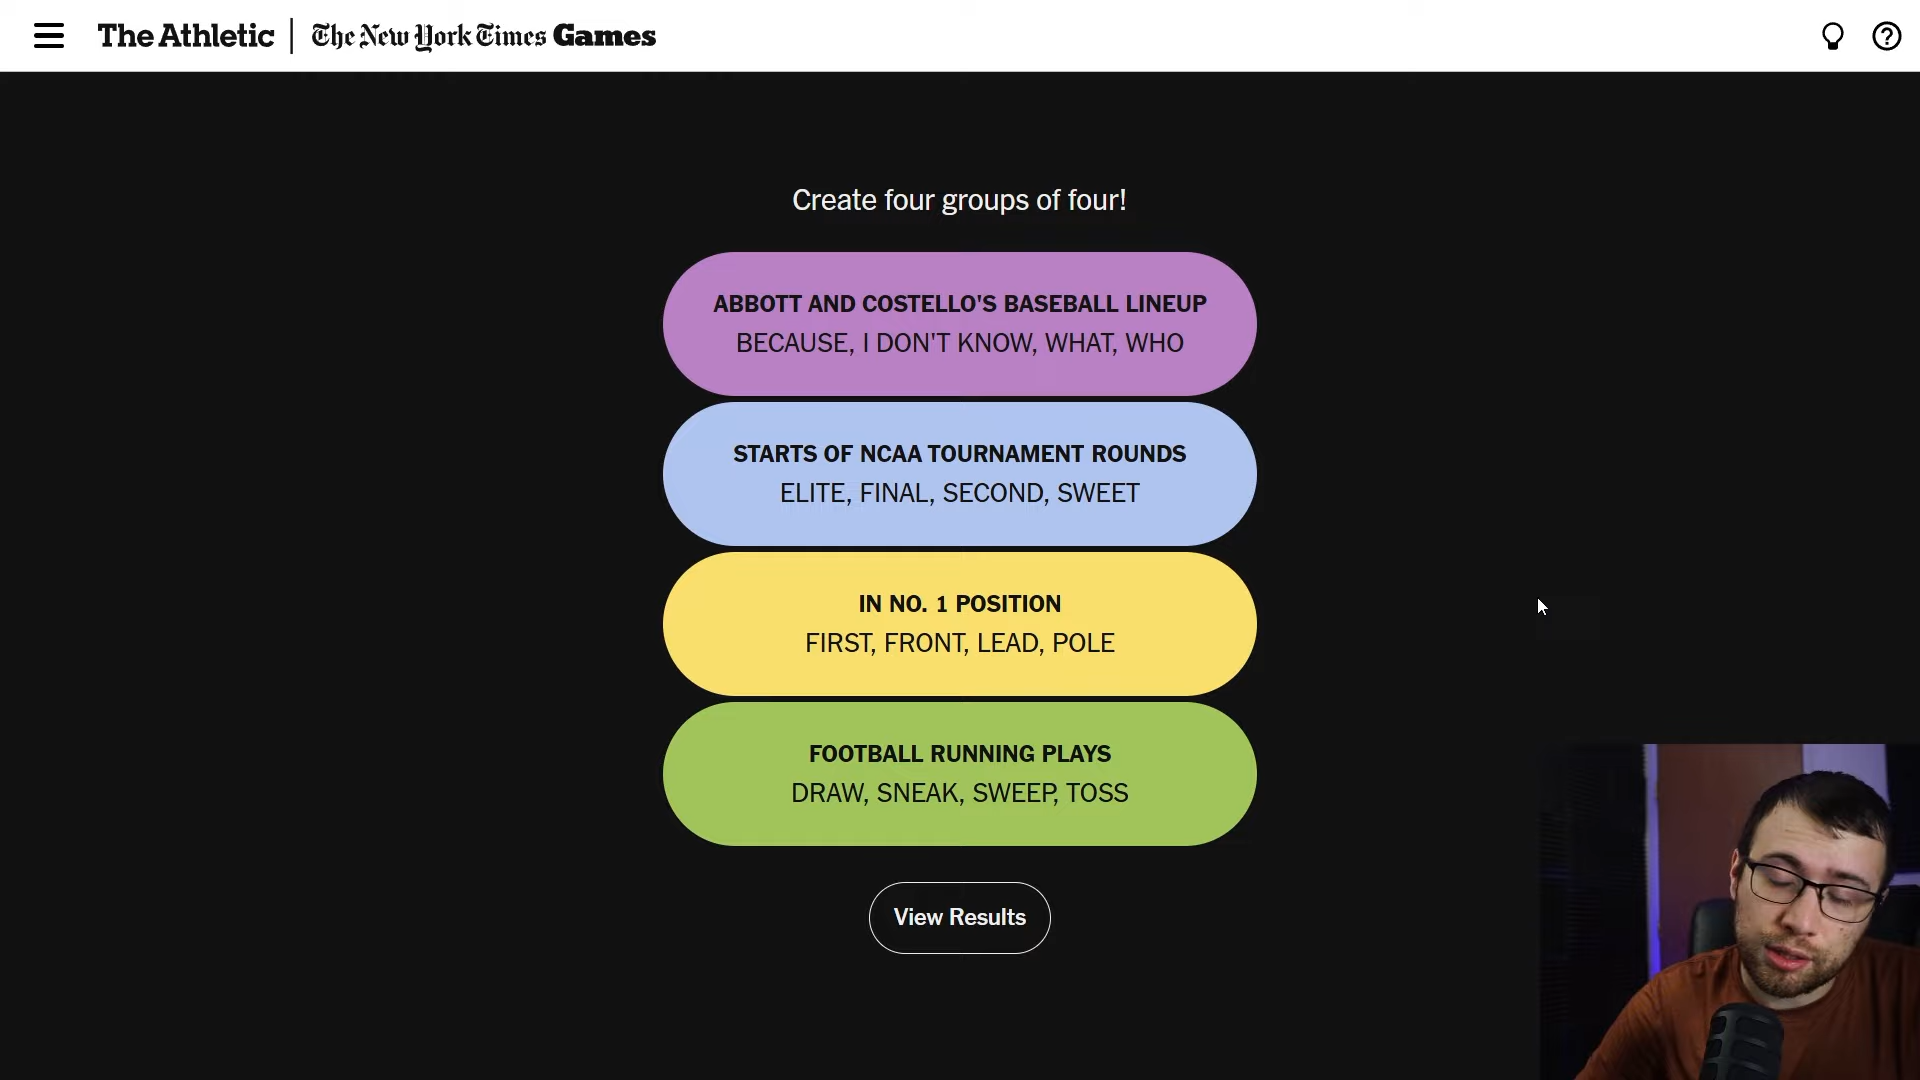 The Athletic | The New York Times Games
Create four groups of four!
ABBOTT AND COSTELLO'S BASEBALL LINEUP
BECAUSE, I DON'T KNOW, WHAT, WHO
STARTS OF NCAA TOURNAMENT ROUNDS
ELITE, FINAL, SECOND, SWEET
IN NO. 1 POSITION
FIRST, FRONT, LEAD, POLE
FOOTBALL RUNNING PLAYS
DRAW, SNEAK, SWEEP, TOSS
View Results